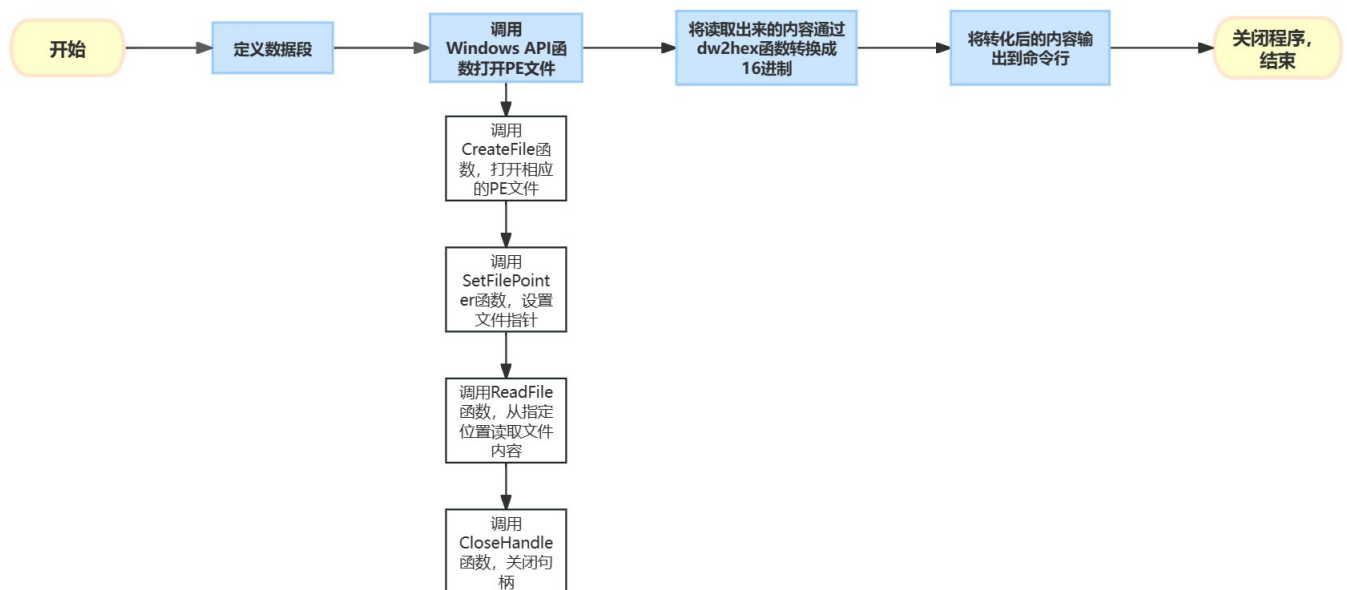 开始
定义数据段
调用
Windows API函
数打开PE文件
将读取出来的内容通过
dw2hex函数转换成
16进制
将转化后的内容输
出到命令行
关闭程序，
结束
调用
CreateFile函
数，打开相应
的PE文件
调用
SetFilePoint
er函数，设置
文件指针
调用ReadFile
函数，从指定
位置读取文件
内容
调用
CloseHandle
函数，关闭句
柄